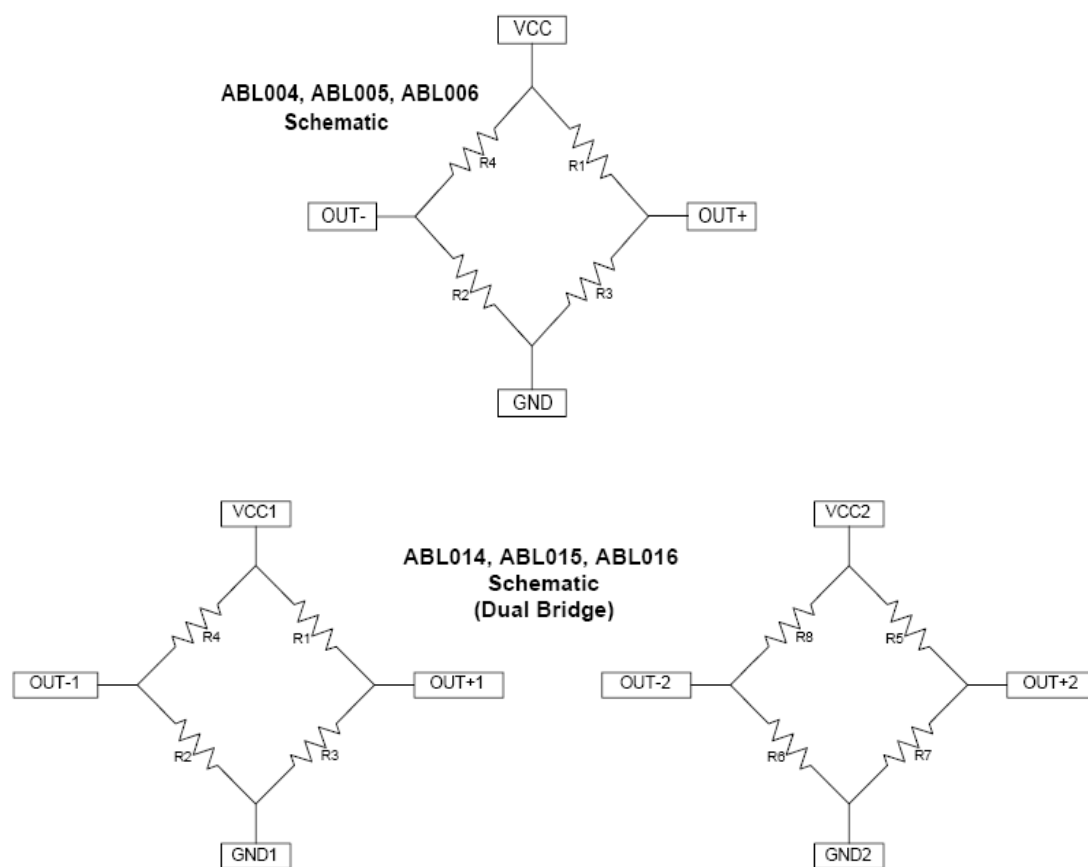 VCC
ABL004, ABL005, ABL006
Schematic
R4
R1
OUT-
OUT+
R2
R3
GND
VCC1
VCC2
ABL014, ABL015, ABL016
Schematic
(Dual Bridge)
R4
R1
R8
R5
OUT-1
OUT+1
OUT-2
OUT+2
R2
R3
R6
R7
GND1
GND2